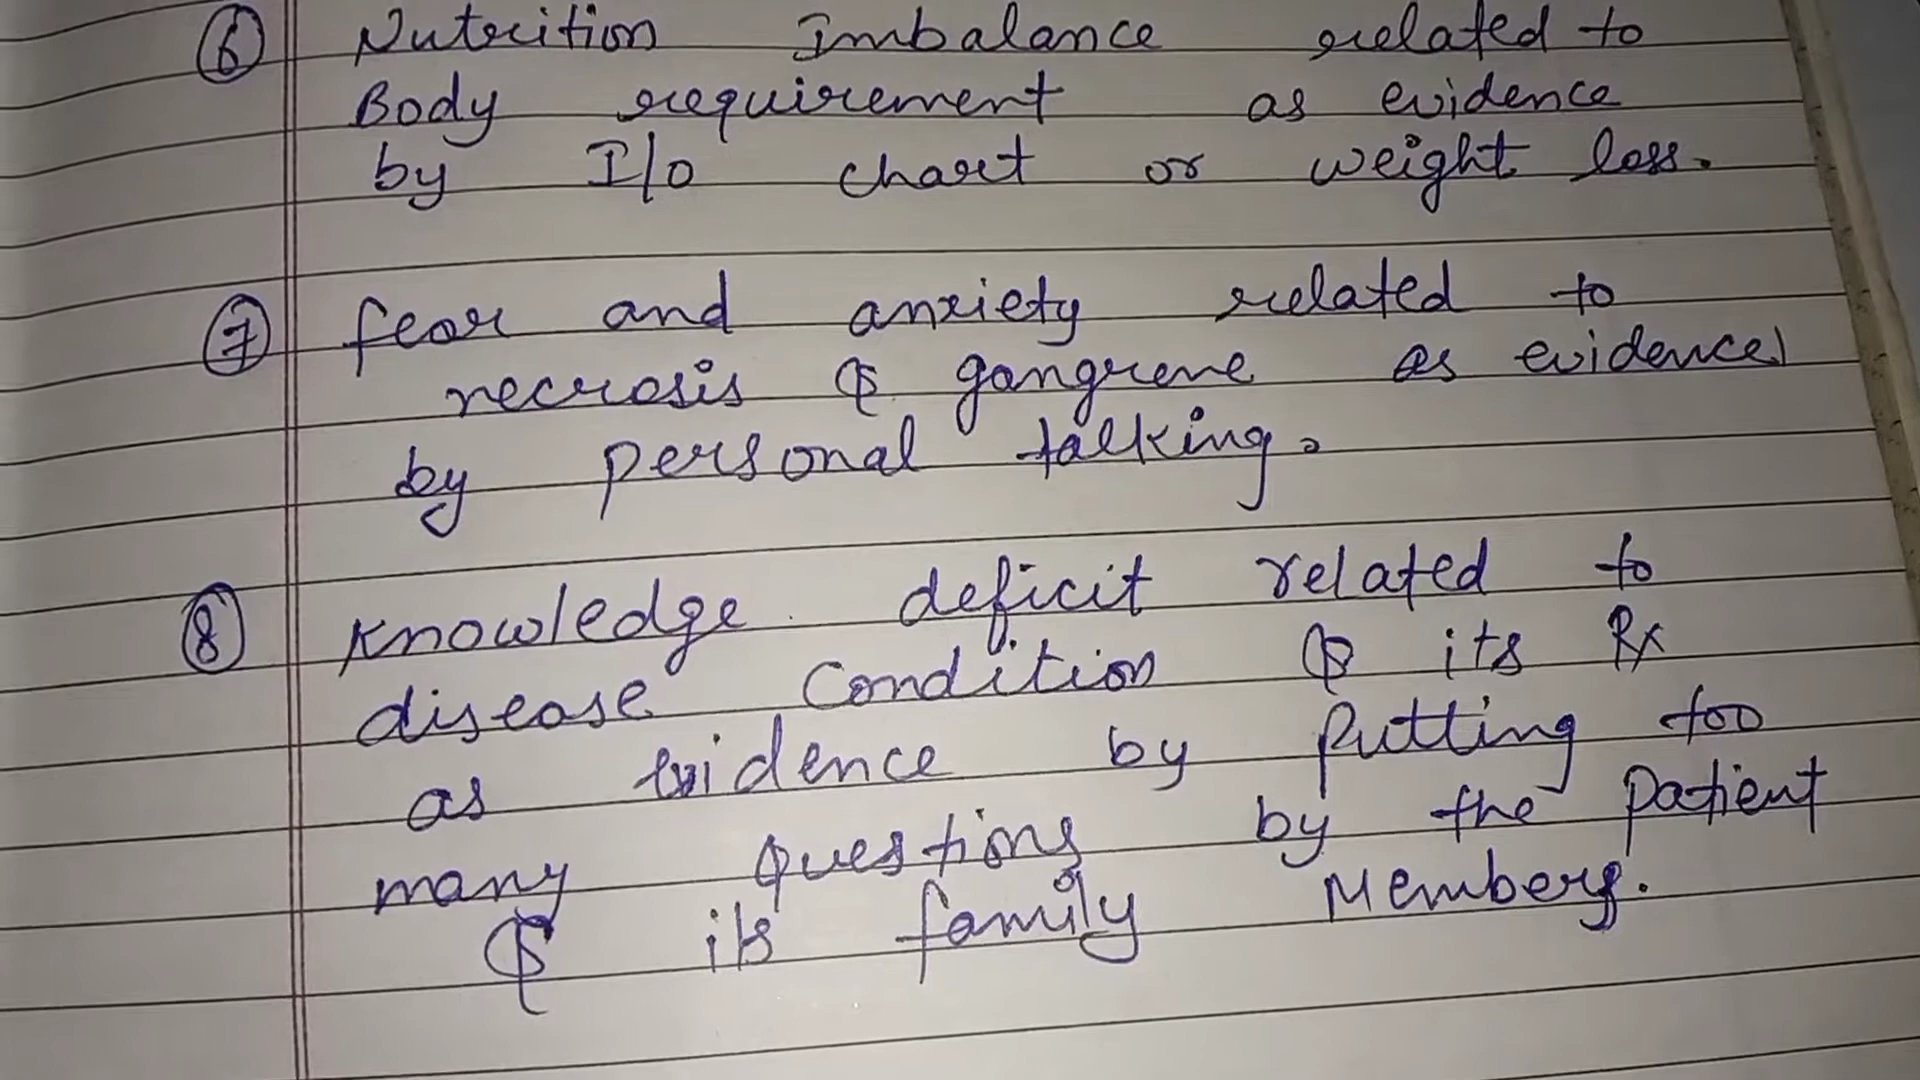 6 Nutrition Imbalance related to
Body requirement as evidence
by I/O chart or weight loss.
7 fear and anxiety related to
necrosis & gangrene as evidence
by personal talking.
8 Knowledge deficit related to
disease Condition & its Rx
as evidence by Putting too
many Questions by the Patient
& its family Members.